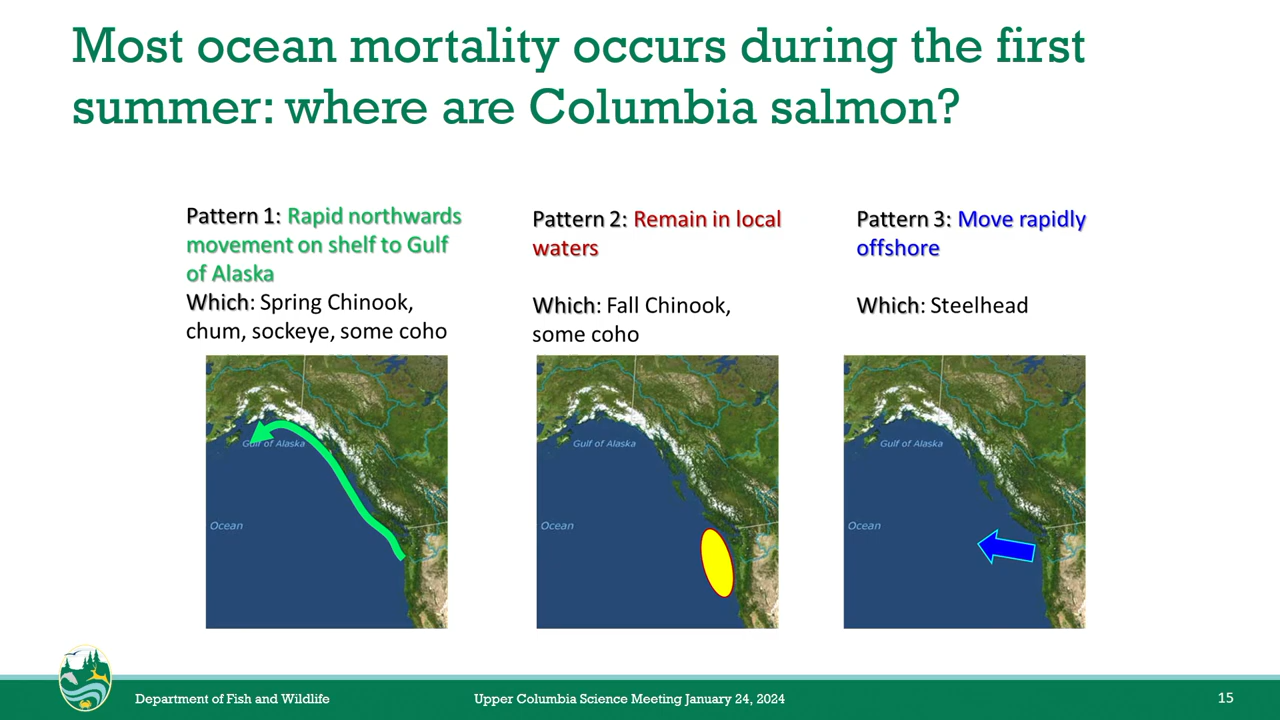 Most ocean mortality occurs during the first
summer: where are Columbia salmon?
Pattern 1: Rapid northwards
movement on shelf to Gulf
of Alaska
Which: Spring Chinook,
chum, sockeye, some coho
Pattern 2: Remain in local
waters
Which: Fall Chinook,
some coho
Pattern 3: Move rapidly
offshore
Which: Steelhead
Gulf of Alaska
Ocean
Gulf of Alaska
Ocean
Gulf of Alaska
Ocean
Department of Fish and Wildlife
Upper Columbia Science Meeting January 24, 2024
15